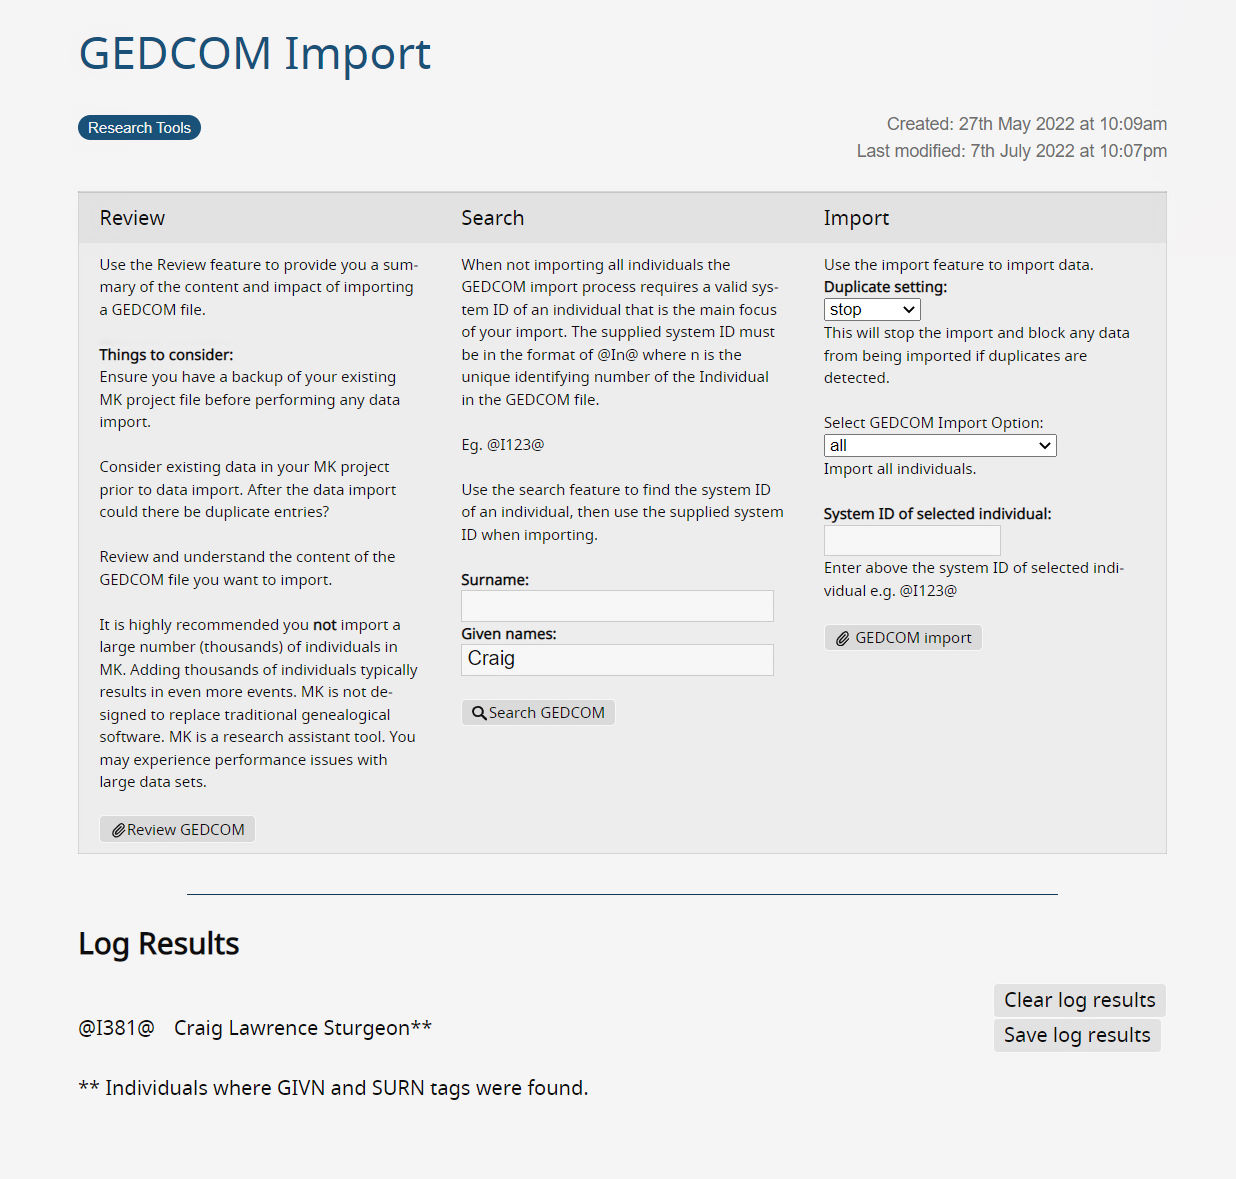 GEDCOM Import
Research Tools
Created: 27th May 2022 at 10:09am
Last modified: 7th July 2022 at 10:07pm
Review
Use the Review feature to provide you a sum-
mary of the content and impact of importing
a GEDCOM file.
Things to consider:
Ensure you have a backup of your existing
MK project file before performing any data
import.
Consider existing data in your MK project
prior to data import. After the data import
could there be duplicate entries?
Review and understand the content of the
GEDCOM file you want to import.
It is highly recommended you not import a
large number (thousands) of individuals in
MK. Adding thousands of individuals typically
results in even more events. MK is not de-
signed to replace traditional genealogical
software. MK is a research assistant tool. You
may experience performance issues with
large data sets.
Review GEDCOM
Search
When not importing all individuals the
GEDCOM import process requires a valid sys-
tem ID of an individual that is the main focus
of your import. The supplied system ID must
be in the format of @In@ where n is the
unique identifying number of the Individual
in the GEDCOM file.
Eg. @I123@
Use the search feature to find the system ID
of an individual, then use the supplied system
ID when importing.
Surname:
Given names:
Craig
Search GEDCOM
Import
Use the import feature to import data.
Duplicate setting:
stop
This will stop the import and block any data
from being imported if duplicates are
detected.
Select GEDCOM Import Option:
all
Import all individuals.
System ID of selected individual:
Enter above the system ID of selected indi-
vidual e.g. @I123@
GEDCOM import
Log Results
Clear log results
Save log results
@I381@ Craig Lawrence Sturgeon**
** Individuals where GIVN and SURN tags were found.